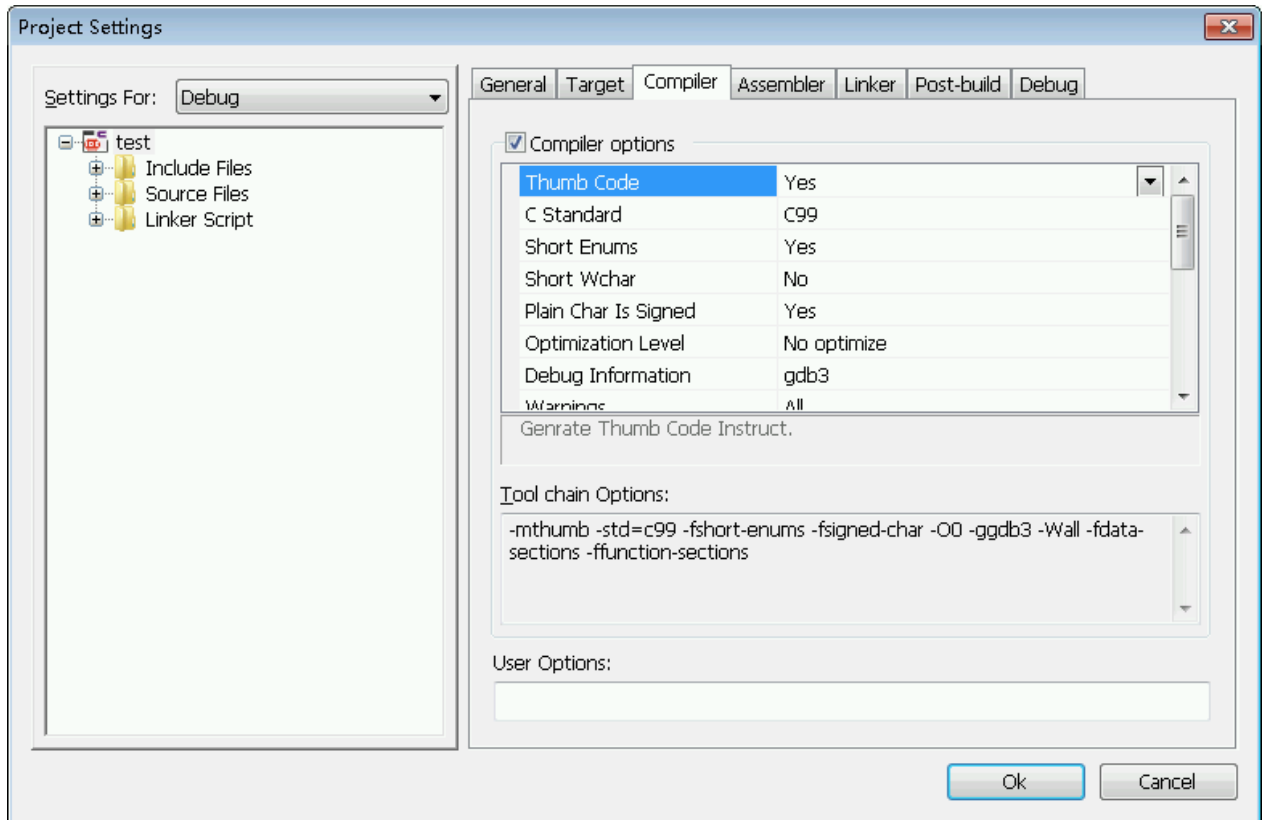 Project Settings
Settings For: Debug
test
Include Files
Source Files
Linker Script
General Target Compiler Assembler Linker Post-build Debug
Compiler options
Thumb Code Yes
C Standard C99
Short Enums Yes
Short Wchar No
Plain Char Is Signed Yes
Optimization Level No optimize
Debug Information gdb3
Warnings All
Genrate Thumb Code Instruct.
Tool chain Options:
-mthumb -std=c99 -fshort-enums -fsigned-char -O0 -ggdb3 -Wall -fdata-
sections -ffunction-sections
User Options:
Ok Cancel